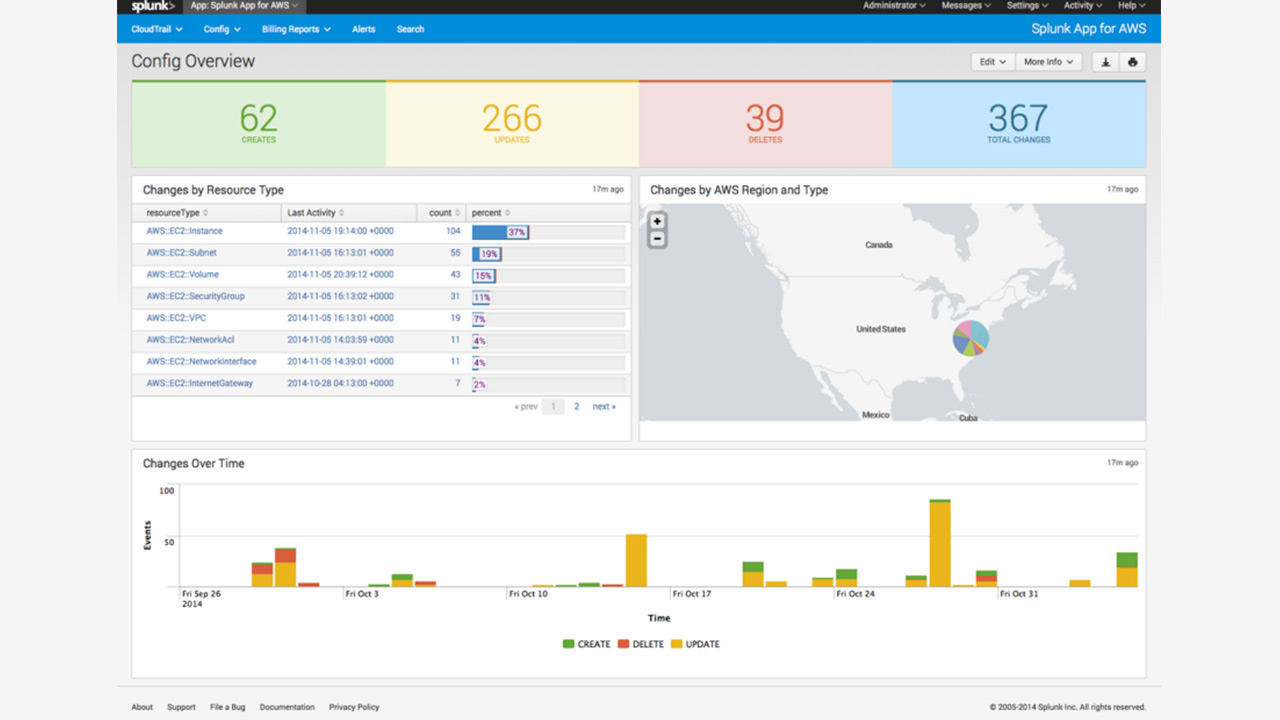 splunk> App: Splunk App for AWS Administrator Messages Settings Activity Help
CloudTrail Config Billing Reports Alerts Search Splunk App for AWS
Config Overview Edit More Info
62 266 39 367
CREATES UPDATES DELETES TOTAL CHANGES
Changes by Resource Type 17m ago
resourceType Last Activity count percent
AWS::EC2::Instance 2014-11-05 19:14:00 +0000 104 37%
AWS::EC2::Subnet 2014-11-05 16:13:01 +0000 55 19%
AWS::EC2::Volume 2014-11-05 20:39:12 +0000 43 15%
AWS::EC2::SecurityGroup 2014-11-05 16:13:02 +0000 31 11%
AWS::EC2::VPC 2014-11-05 16:13:01 +0000 19 7%
AWS::EC2::NetworkAcl 2014-11-05 14:03:59 +0000 11 4%
AWS::EC2::NetworkInterface 2014-11-05 14:39:01 +0000 11 4%
AWS::EC2::InternetGateway 2014-10-28 04:13:00 +0000 7 2%
« prev 1 2 next »
Changes by AWS Region and Type 17m ago
+
−
Canada
United States
Mexico
Cuba
Changes Over Time 17m ago
100
50
Events
Fri Sep 26 Fri Oct 3 Fri Oct 10 Fri Oct 17 Fri Oct 24 Fri Oct 31
2014
Time
CREATE DELETE UPDATE
About Support File a Bug Documentation Privacy Policy © 2005-2014 Splunk Inc. All rights reserved.